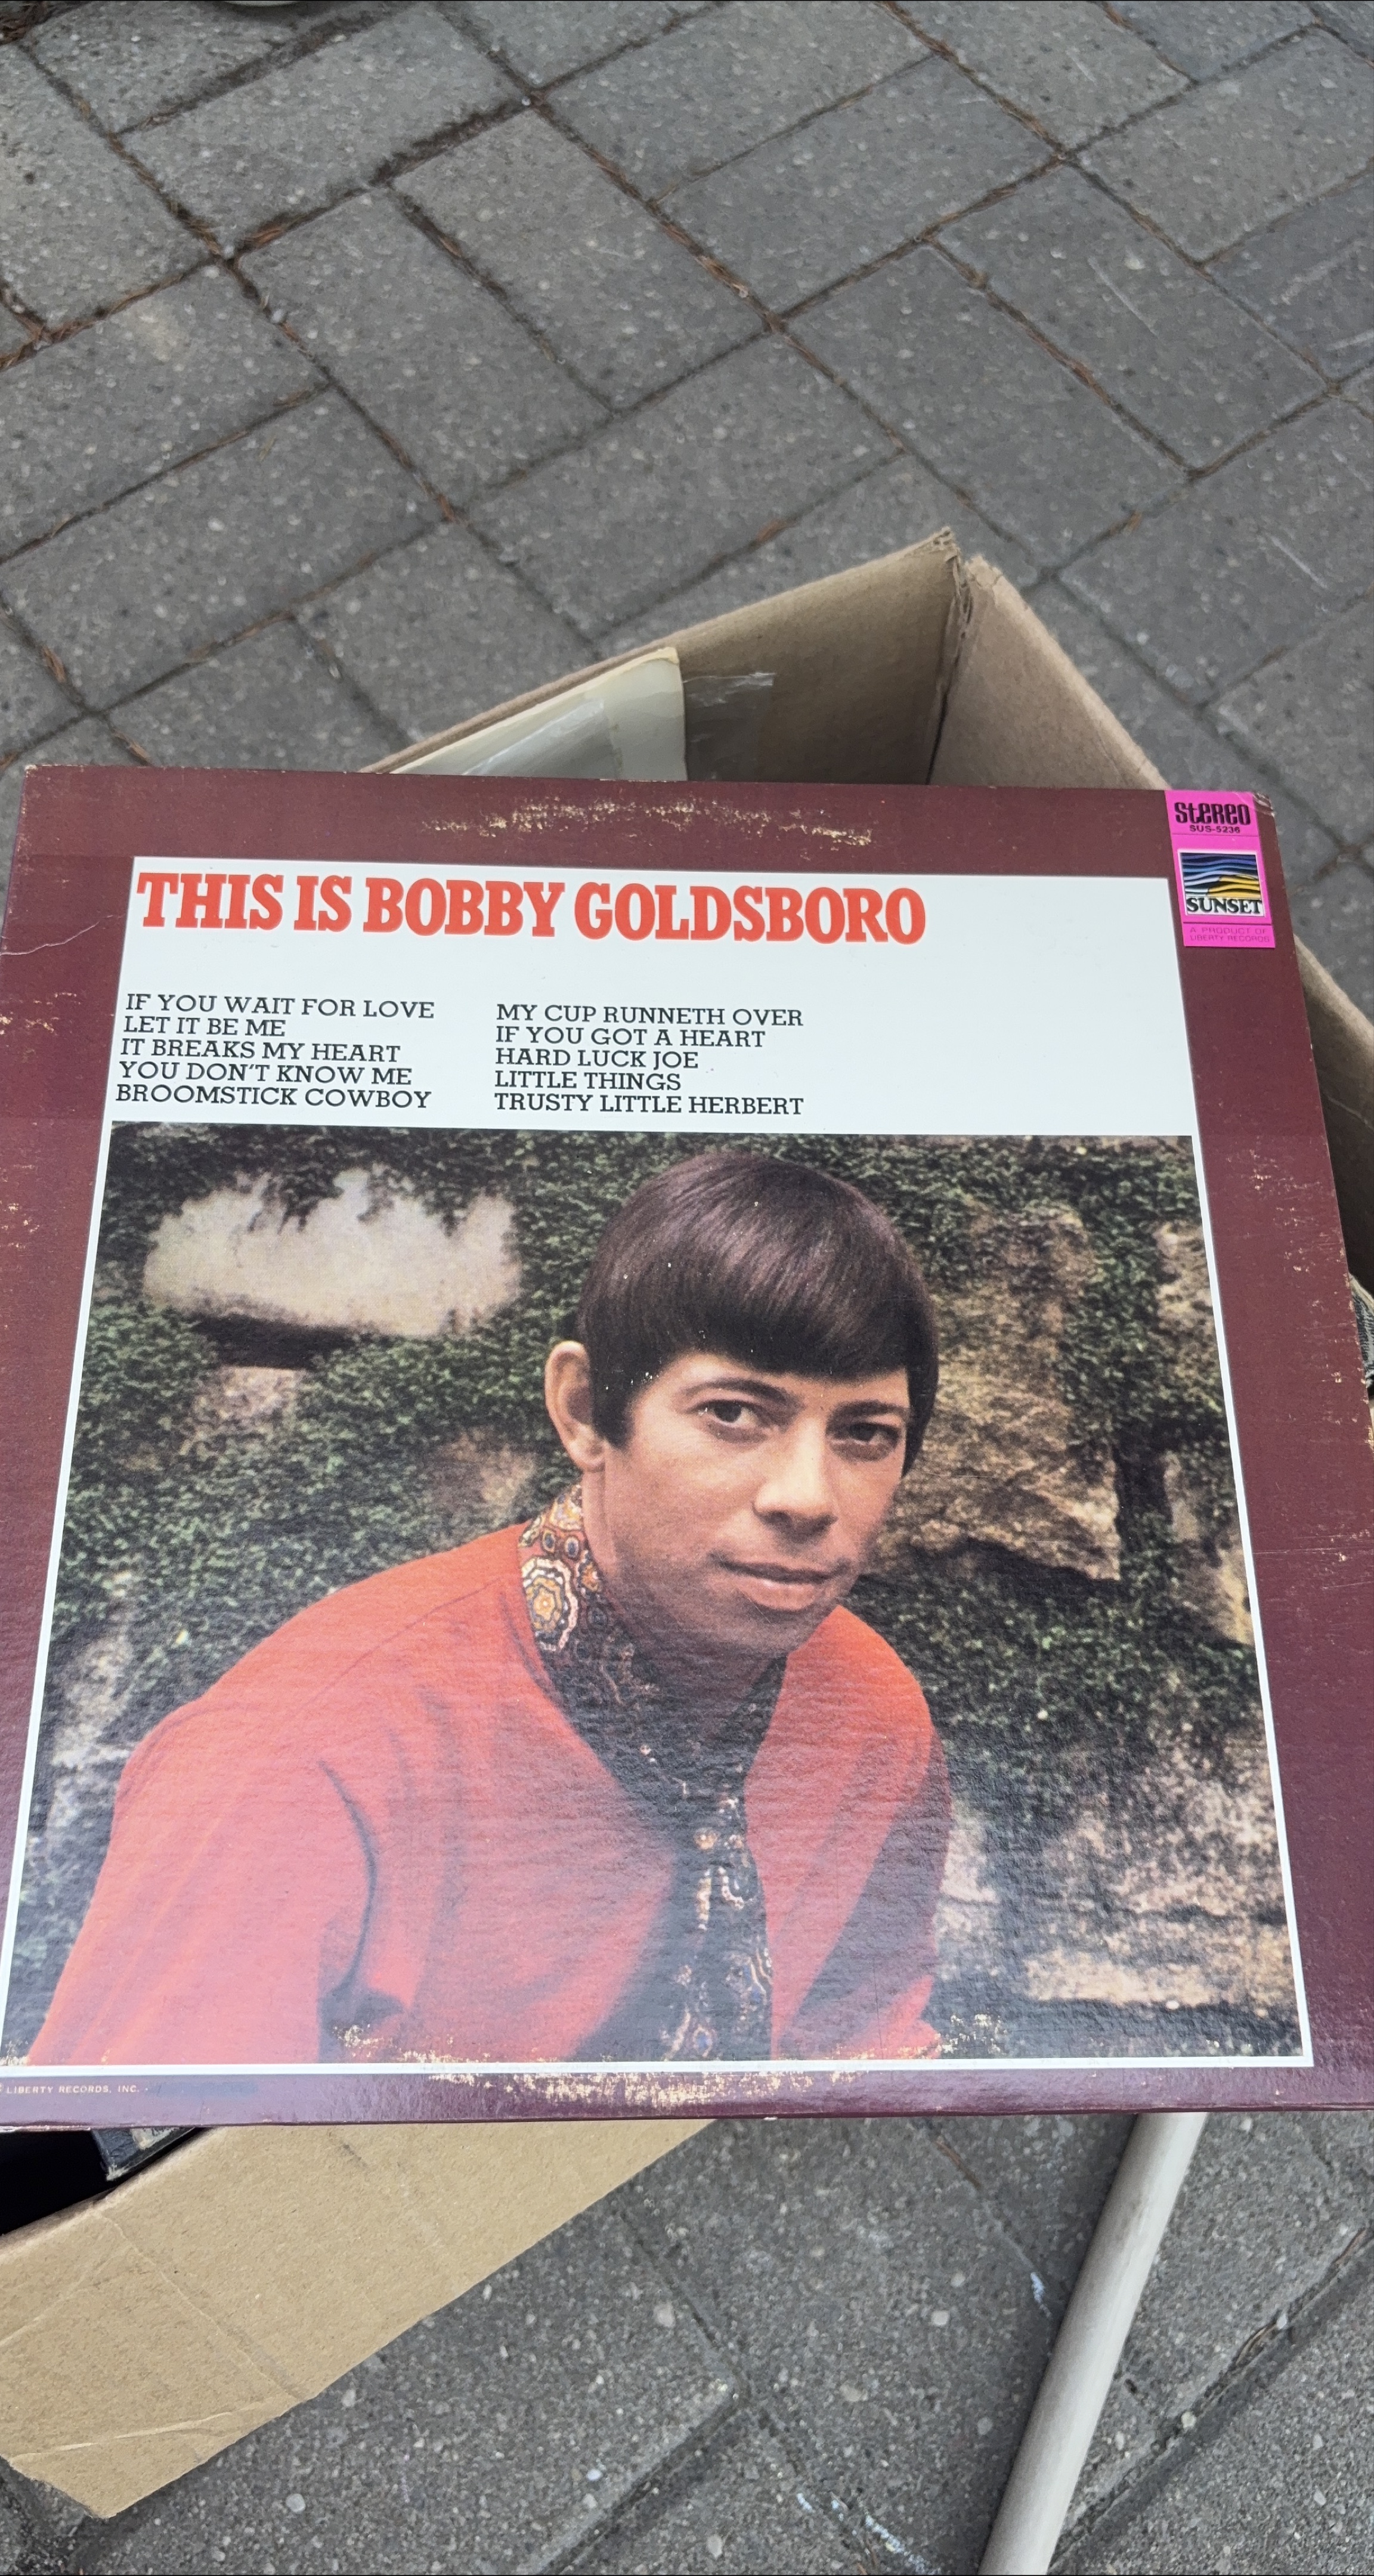 STEREO
SUS-5236
SUNSET
A PRODUCT OF
LIBERTY RECORDS
THIS IS BOBBY GOLDSBORO
IF YOU WAIT FOR LOVE
LET IT BE ME
IT BREAKS MY HEART
YOU DON'T KNOW ME
BROOMSTICK COWBOY
MY CUP RUNNETH OVER
IF YOU GOT A HEART
HARD LUCK JOE
LITTLE THINGS
TRUSTY LITTLE HERBERT
LIBERTY RECORDS, INC.